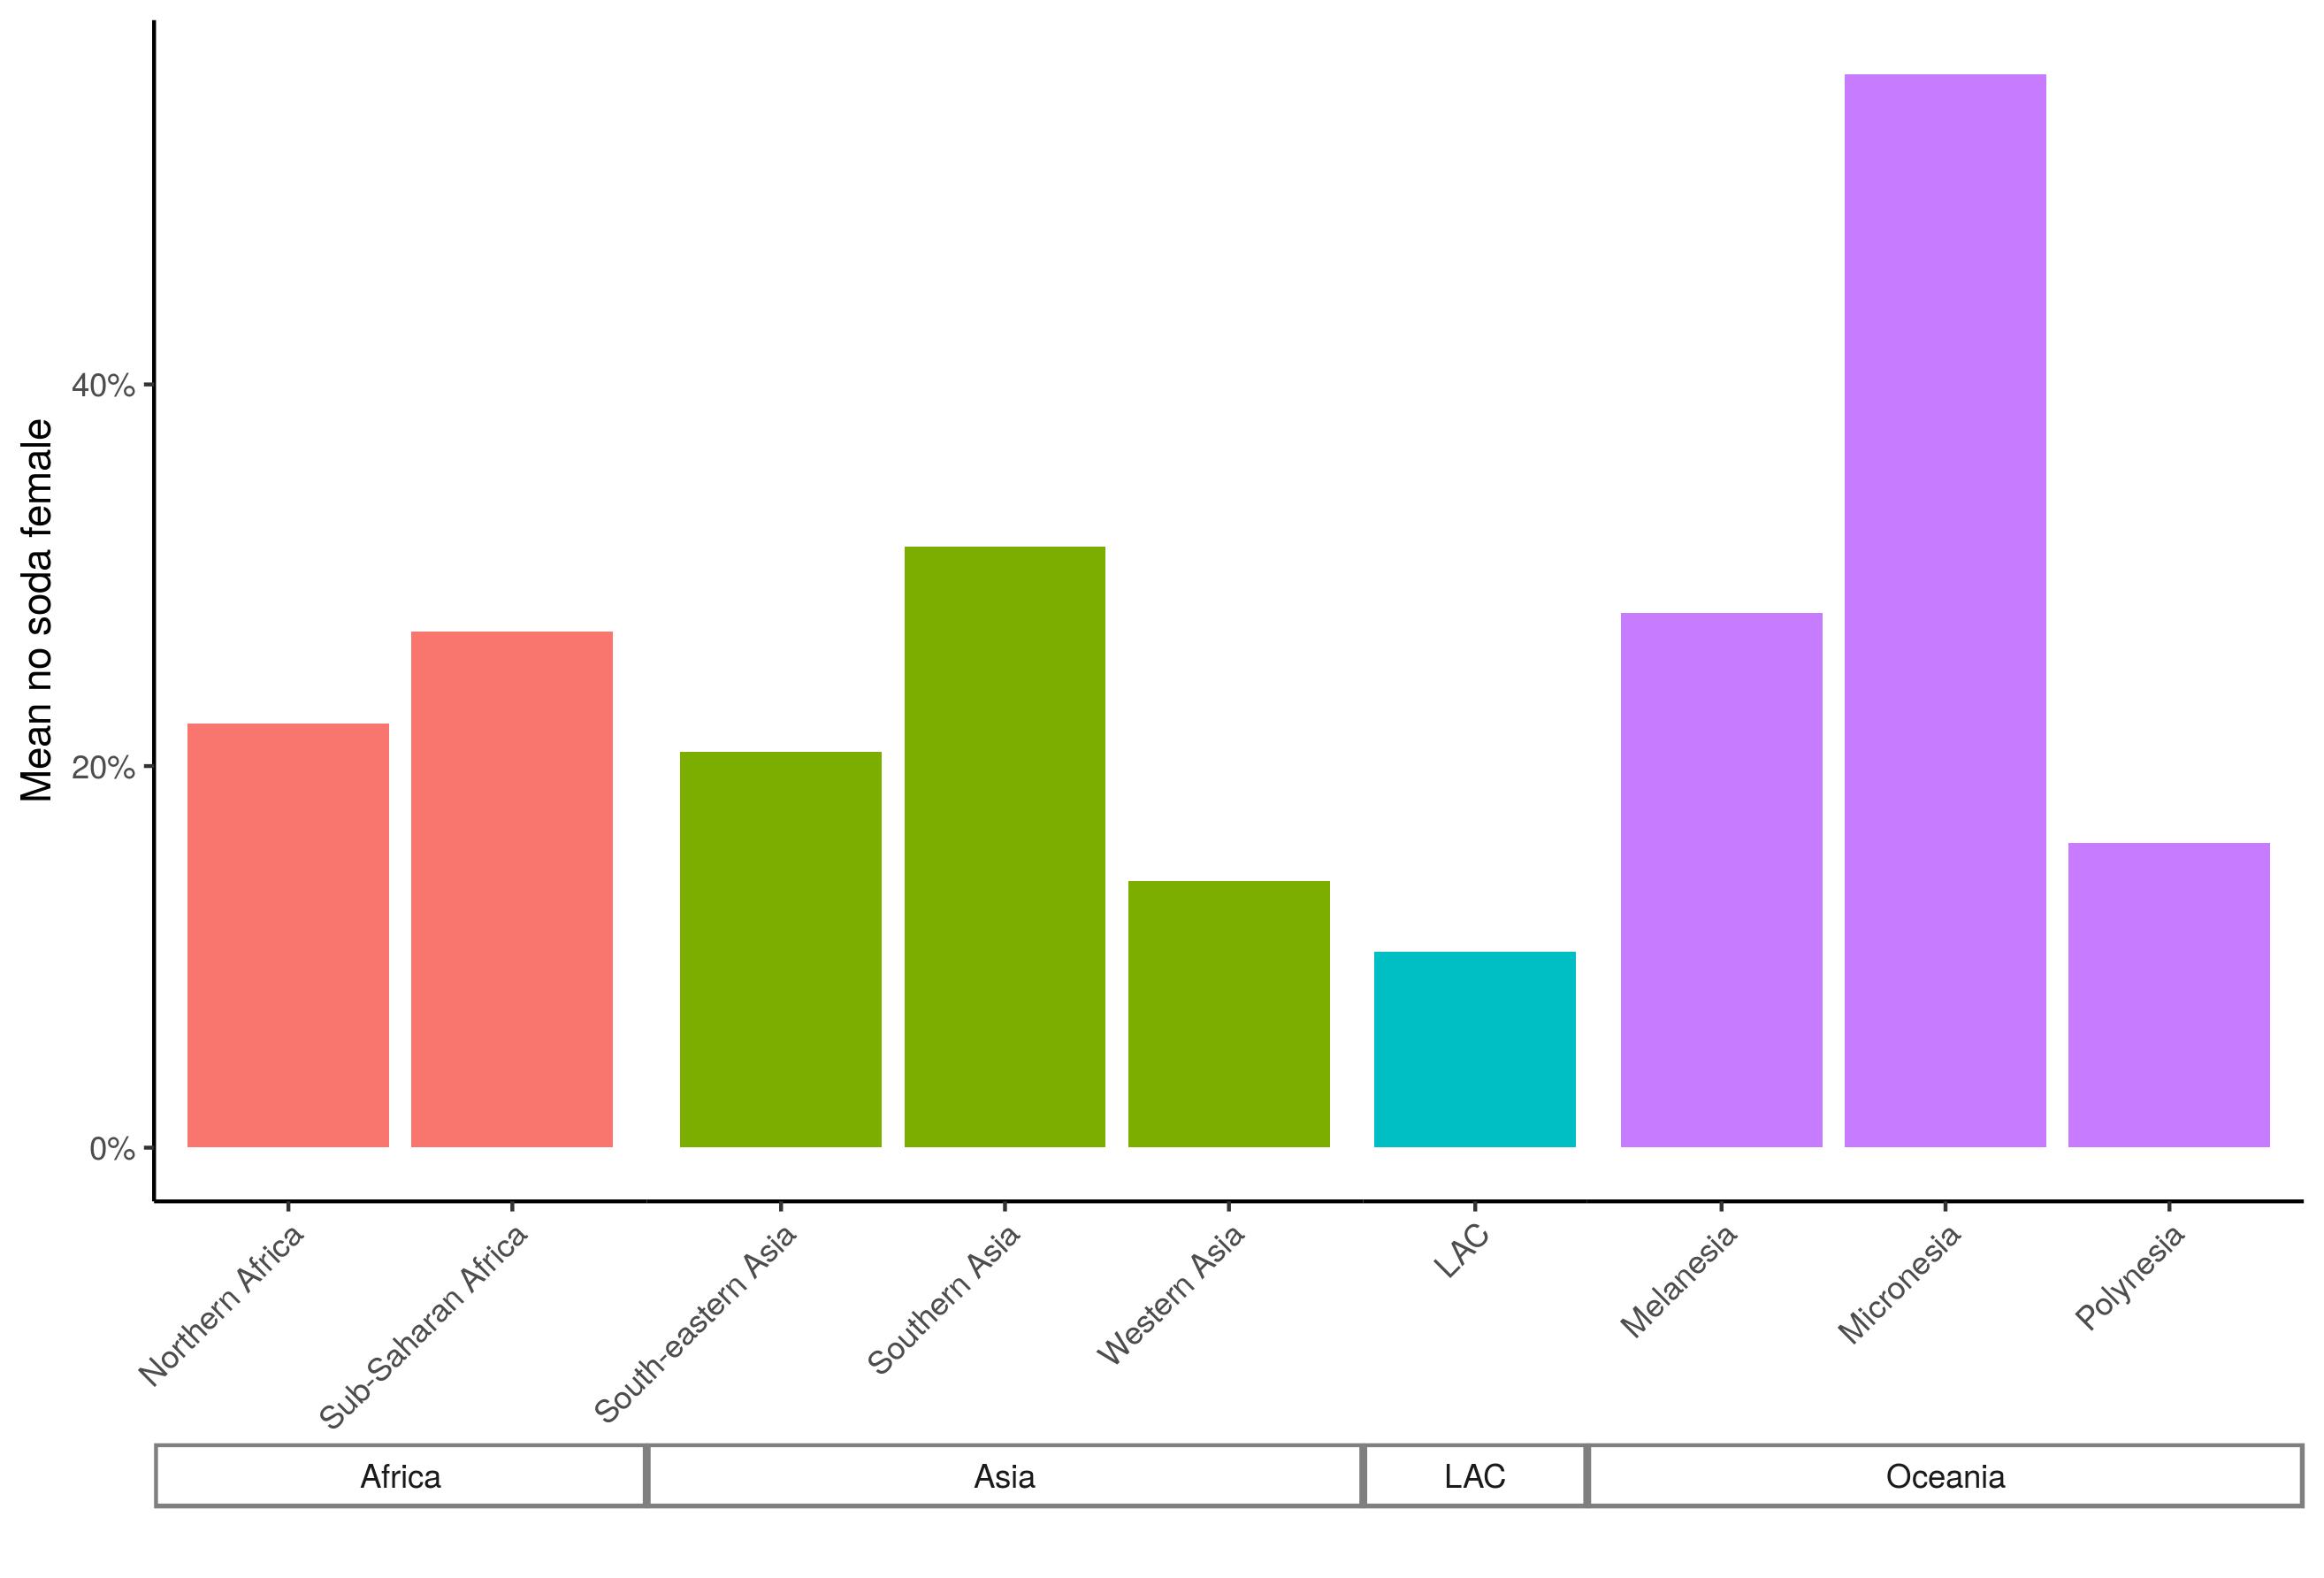 Mean no soda female
40%
20%
0%
Northern Africa
Sub-Saharan Africa
South-eastern Asia
Southern Asia
Western Asia
LAC
Melanesia
Micronesia
Polynesia
Africa
Asia
LAC
Oceania